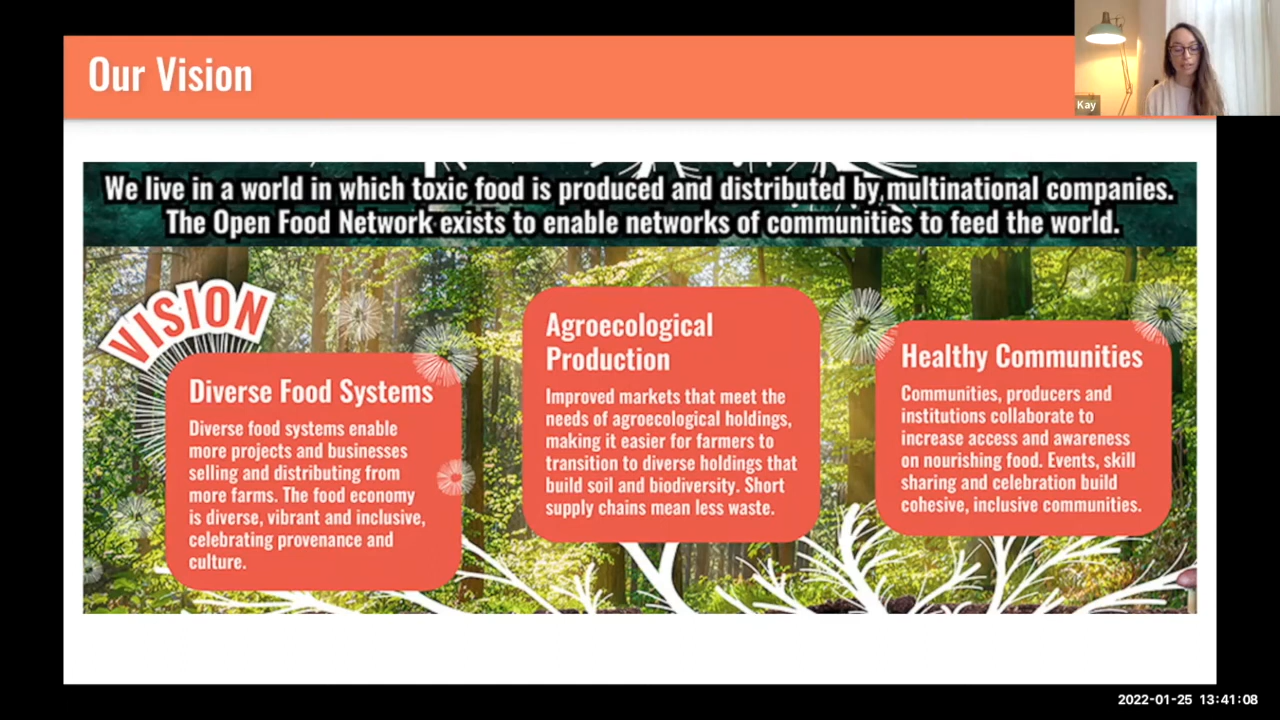 Our Vision
Kay
We live in a world in which toxic food is produced and distributed by multinational companies.
The Open Food Network exists to enable networks of communities to feed the world.
VISION
Diverse Food Systems
Diverse food systems enable
more projects and businesses
selling and distributing from
more farms. The food economy
is diverse, vibrant and inclusive,
celebrating provenance and
culture.
Agroecological
Production
Improved markets that meet the
needs of agroecological holdings,
making it easier for farmers to
transition to diverse holdings that
build soil and biodiversity. Short
supply chains mean less waste.
Healthy Communities
Communities, producers and
institutions collaborate to
increase access and awareness
on nourishing food. Events, skill
sharing and celebration build
cohesive, inclusive communities.
2022-01-25 13:41:08